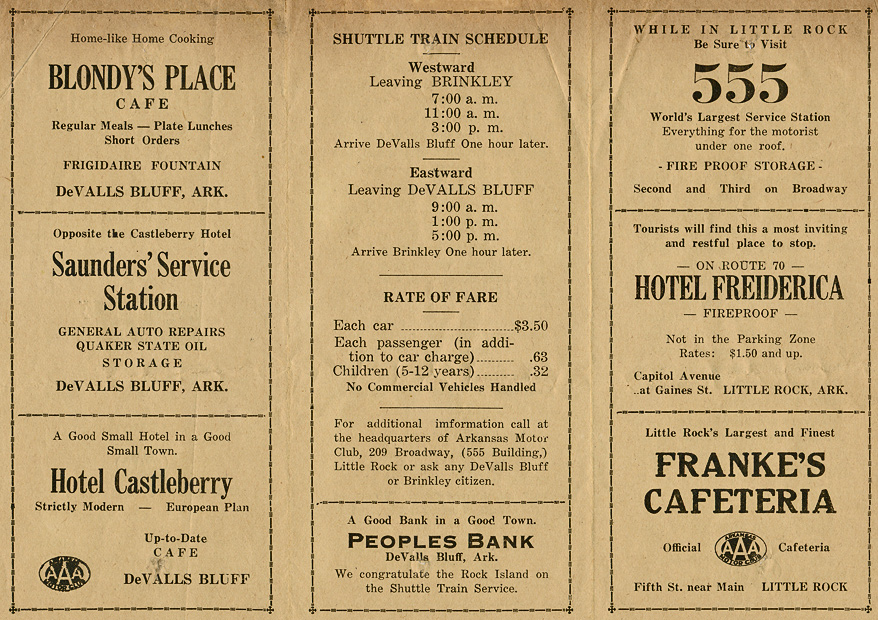 Home-like Home Cooking
BLONDY'S PLACE
CAFE
Regular Meals — Plate Lunches
Short Orders
FRIGIDAIRE FOUNTAIN
DeVALLS BLUFF, ARK.
Opposite the Castleberry Hotel
Saunders' Service
Station
GENERAL AUTO REPAIRS
QUAKER STATE OIL
STORAGE
DeVALLS BLUFF, ARK.
A Good Small Hotel in a Good
Small Town.
Hotel Castleberry
Strictly Modern — European Plan
Up-to-Date
CAFE
AAA
DeVALLS BLUFF
SHUTTLE TRAIN SCHEDULE
Westward
Leaving BRINKLEY
7:00 a. m.
11:00 a. m.
3:00 p. m.
Arrive DeValls Bluff One hour later.
Eastward
Leaving DeVALLS BLUFF
9:00 a. m.
1:00 p. m.
5:00 p. m.
Arrive Brinkley One hour later.
RATE OF FARE
Each car ........................ $3.50
Each passenger (in addi-
tion to car charge) ......... .63
Children (5-12 years) ......... .32
No Commercial Vehicles Handled
For additional imformation call at
the headquarters of Arkansas Motor
Club, 209 Broadway, (555 Building,)
Little Rock or ask any DeValls Bluff
or Brinkley citizen.
A Good Bank in a Good Town.
PEOPLES BANK
DeValls Bluff, Ark.
We congratulate the Rock Island on
the Shuttle Train Service.
WHILE IN LITTLE ROCK
Be Sure to Visit
555
World's Largest Service Station
Everything for the motorist
under one roof.
- FIRE PROOF STORAGE -
Second and Third on Broadway
Tourists will find this a most inviting
and restful place to stop.
— ON ROUTE 70 —
HOTEL FREIDERICA
— FIREPROOF —
Not in the Parking Zone
Rates: $1.50 and up.
Capitol Avenue
..at Gaines St. LITTLE ROCK, ARK.
Little Rock's Largest and Finest
FRANKE'S
CAFETERIA
Official ARKANSAS AAA MOTOR CLUB Cafeteria
Fifth St. near Main LITTLE ROCK